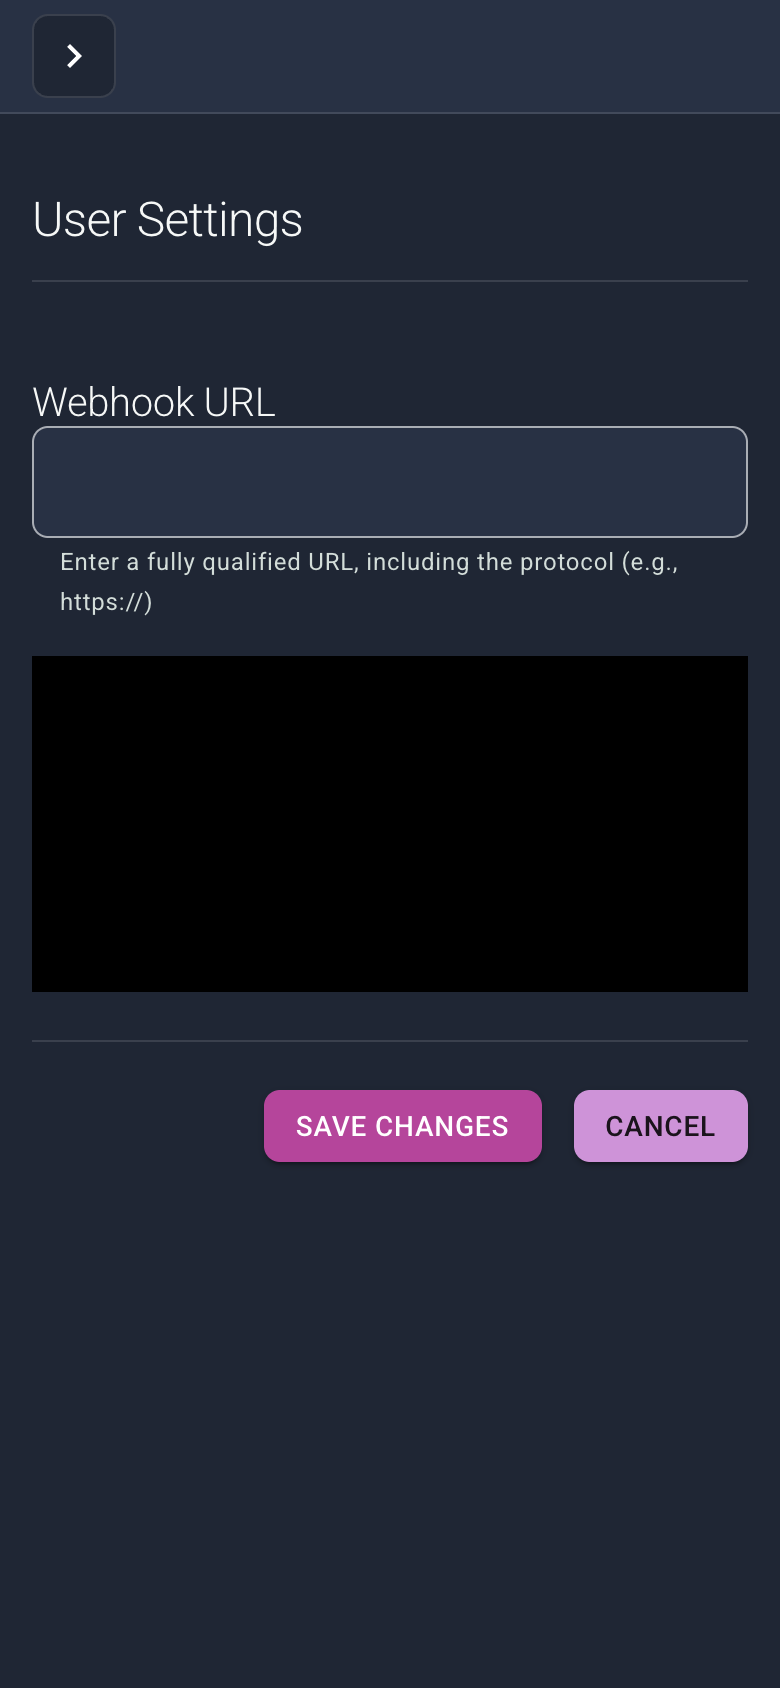 User Settings
Webhook URL
Enter a fully qualified URL, including the protocol (e.g.,
https://)
SAVE CHANGES
CANCEL